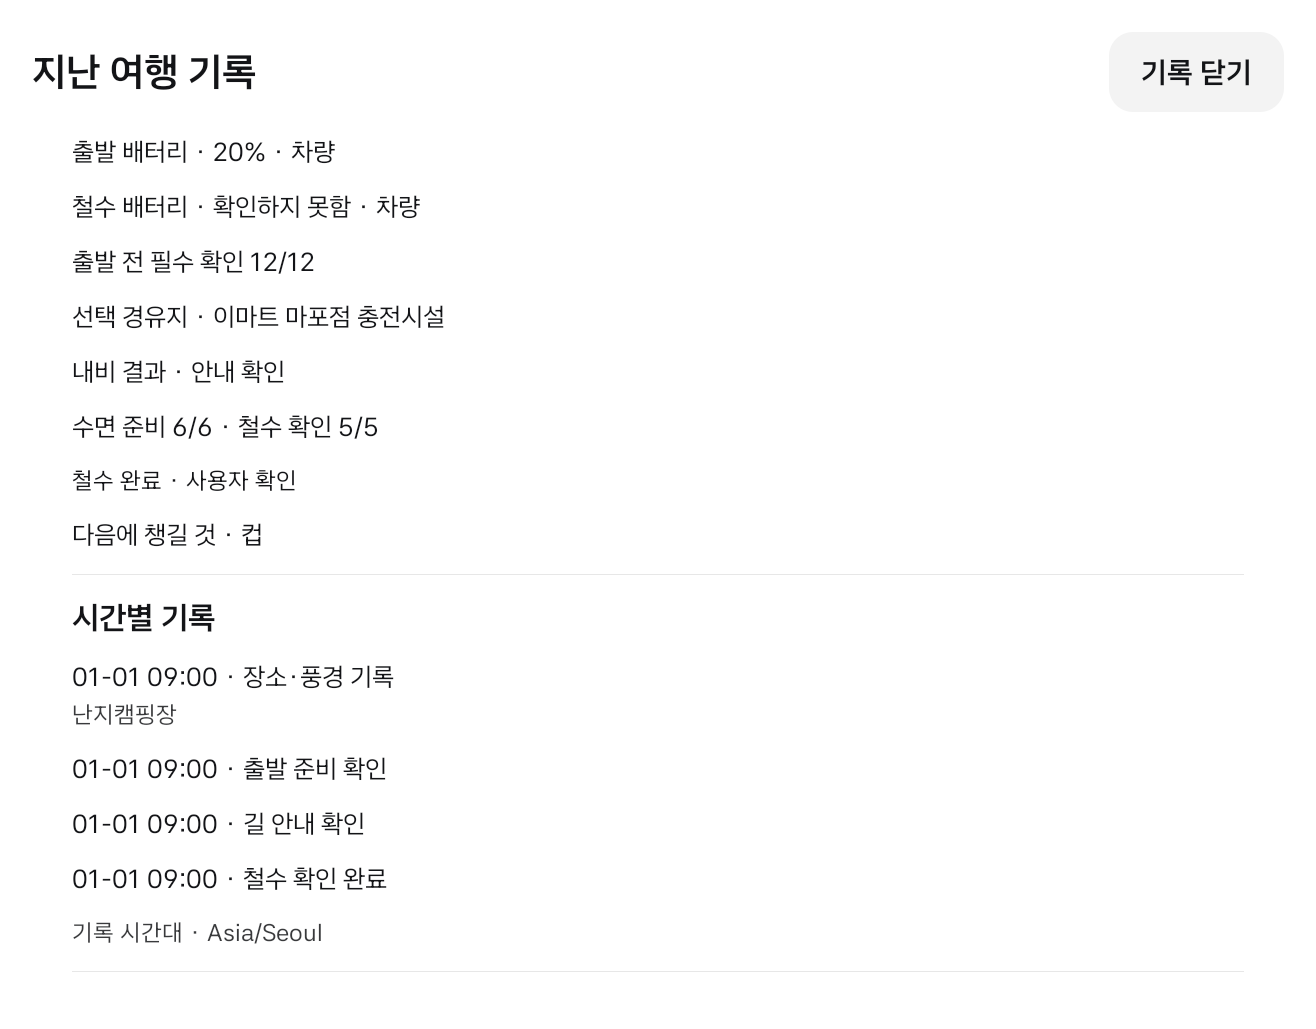 지난 여행 기록
기록 닫기
출발 배터리 · 20% · 차량
철수 배터리 · 확인하지 못함 · 차량
출발 전 필수 확인 12/12
선택 경유지 · 이마트 마포점 충전시설
내비 결과 · 안내 확인
수면 준비 6/6 · 철수 확인 5/5
철수 완료 · 사용자 확인
다음에 챙길 것 · 컵
시간별 기록
01-01 09:00 · 장소·풍경 기록
난지캠핑장
01-01 09:00 · 출발 준비 확인
01-01 09:00 · 길 안내 확인
01-01 09:00 · 철수 확인 완료
기록 시간대 · Asia/Seoul